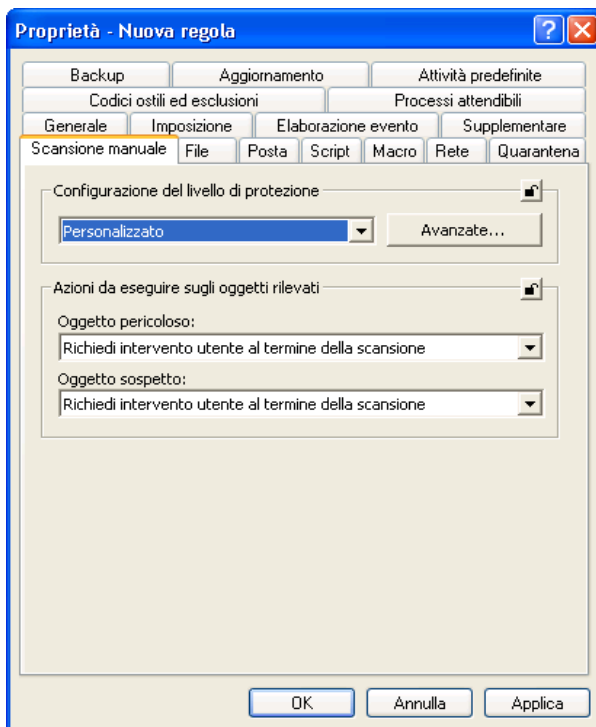 Proprietà - Nuova regola
Backup Aggiornamento Attività predefinite
Codici ostili ed esclusioni Processi attendibili
Generale Imposizione Elaborazione evento Supplementare
Scansione manuale File Posta Script Macro Rete Quarantena
Configurazione del livello di protezione
Personalizzato Avanzate...
Azioni da eseguire sugli oggetti rilevati
Oggetto pericoloso:
Richiedi intervento utente al termine della scansione
Oggetto sospetto:
Richiedi intervento utente al termine della scansione
OK Annulla Applica